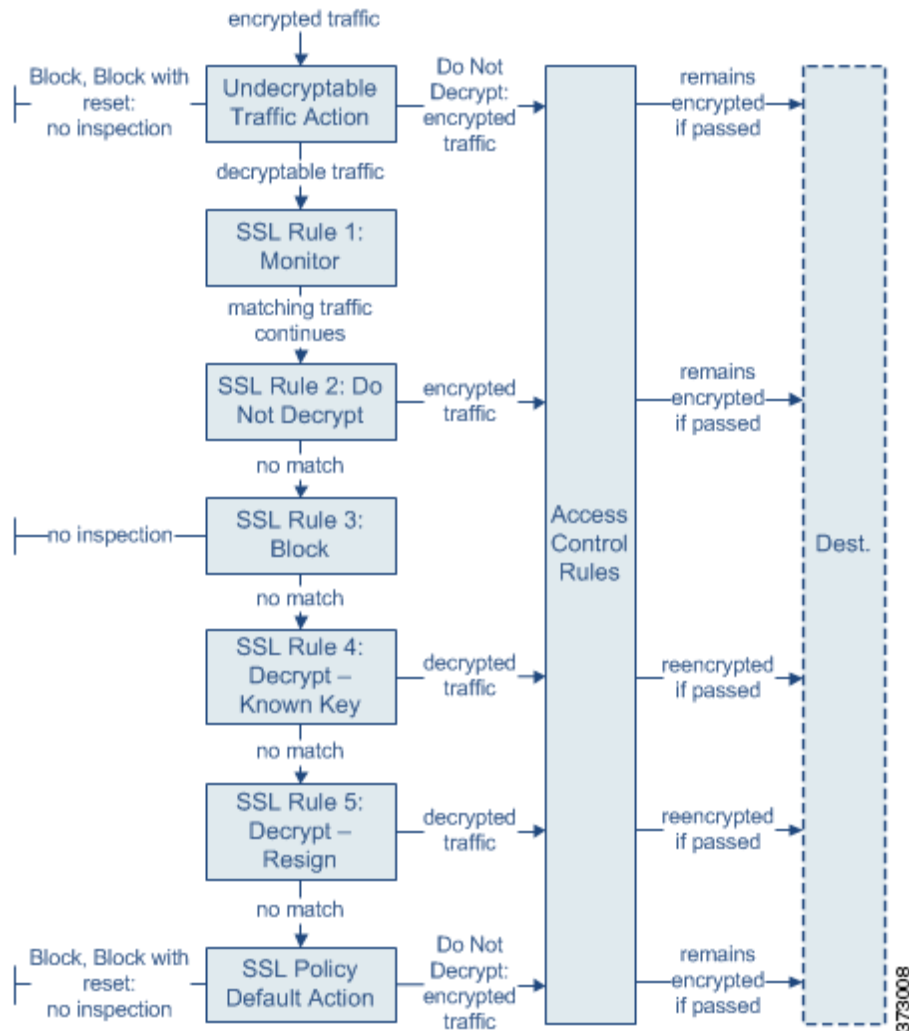 encrypted traffic
Block, Block with
reset:
no inspection
Undecryptable
Traffic Action
Do Not
Decrypt:
encrypted
traffic
remains
encrypted
if passed
decryptable traffic
SSL Rule 1:
Monitor
matching traffic
continues
SSL Rule 2: Do
Not Decrypt
encrypted
traffic
remains
encrypted
if passed
no match
no inspection
SSL Rule 3:
Block
Access
Control
Rules
Dest.
no match
SSL Rule 4:
Decrypt –
Known Key
decrypted
traffic
reencrypted
if passed
no match
SSL Rule 5:
Decrypt –
Resign
decrypted
traffic
reencrypted
if passed
no match
Block, Block with
reset:
no inspection
SSL Policy
Default Action
Do Not
Decrypt:
encrypted
traffic
remains
encrypted
if passed
373008